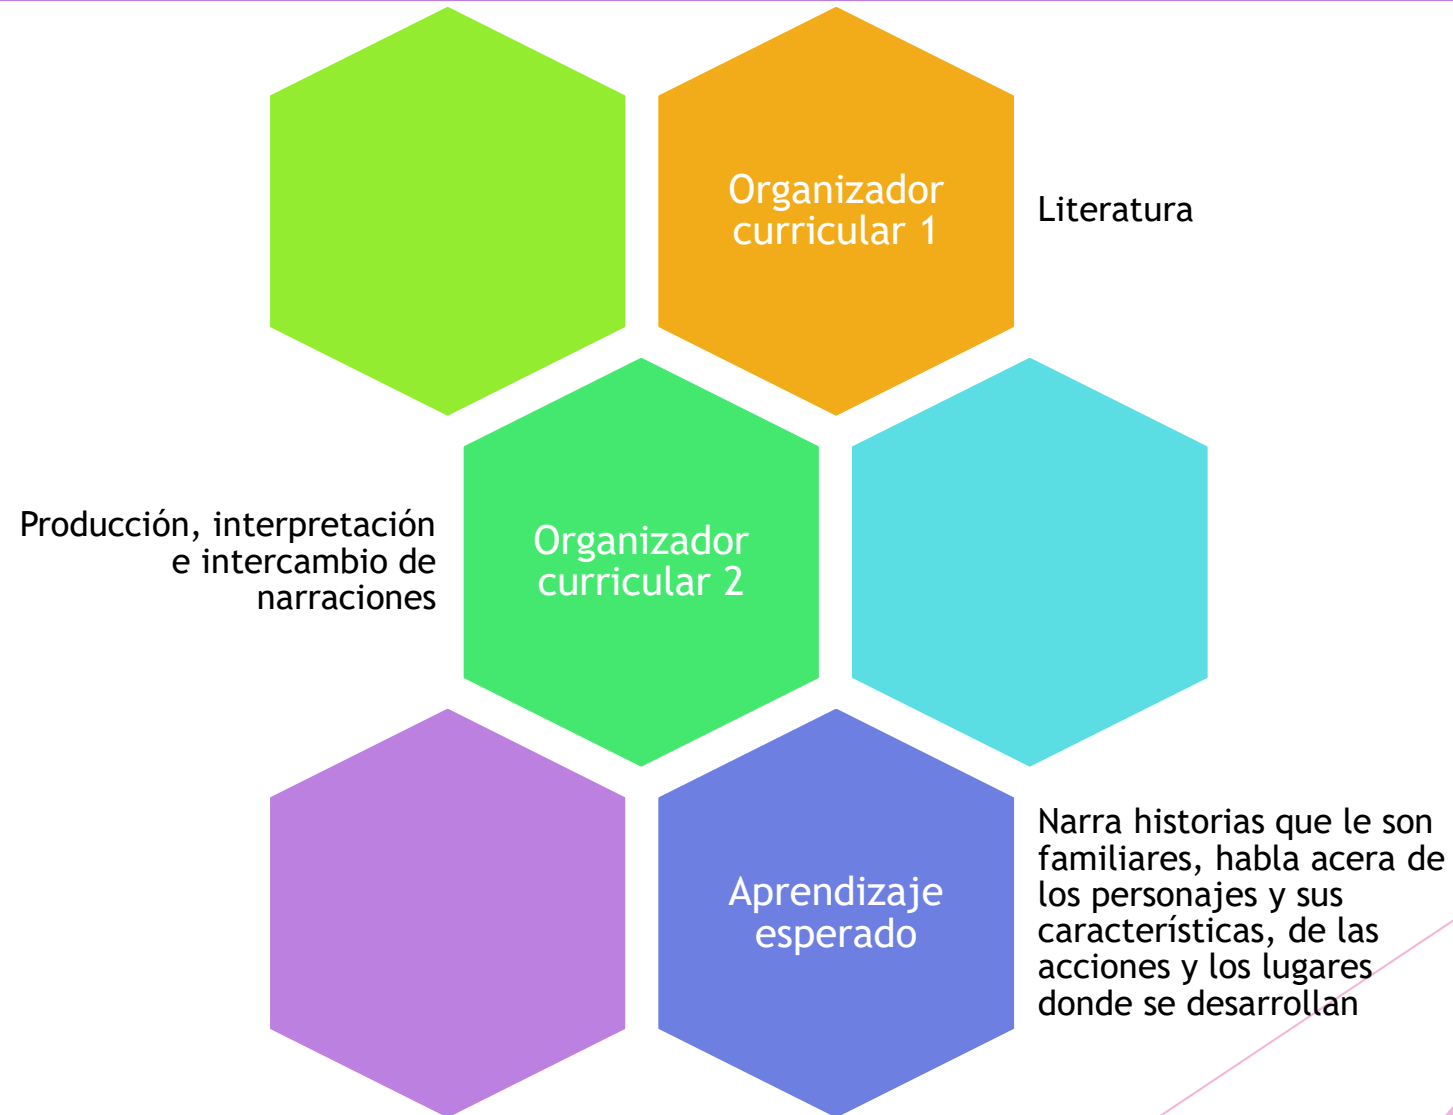 Organizador
curricular 1
Literatura
Producción, interpretación
e intercambio de
narraciones
Organizador
curricular 2
Narra historias que le son
familiares, habla acera de
los personajes y sus
características, de las
acciones y los lugares
donde se desarrollan
Aprendizaje
esperado